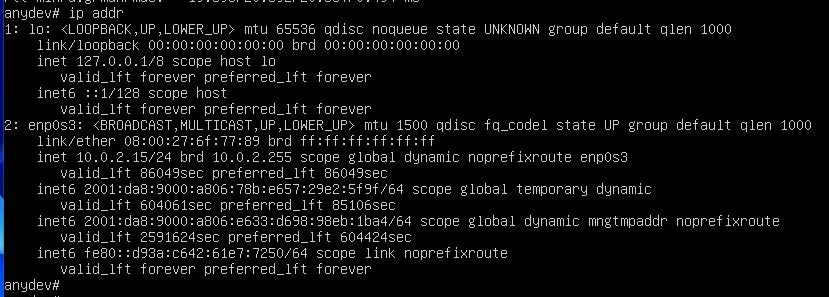 anydev# ip addr
1: lo: <LOOPBACK,UP,LOWER_UP> mtu 65536 qdisc noqueue state UNKNOWN group default qlen 1000
    link/loopback 00:00:00:00:00:00 brd 00:00:00:00:00:00
    inet 127.0.0.1/8 scope host lo
       valid_lft forever preferred_lft forever
    inet6 ::1/128 scope host
       valid_lft forever preferred_lft forever
2: enp0s3: <BROADCAST,MULTICAST,UP,LOWER_UP> mtu 1500 qdisc fq_codel state UP group default qlen 1000
    link/ether 08:00:27:6f:77:89 brd ff:ff:ff:ff:ff:ff
    inet 10.0.2.15/24 brd 10.0.2.255 scope global dynamic noprefixroute enp0s3
       valid_lft 86049sec preferred_lft 86049sec
    inet6 2001:da8:9000:a806:78b:e657:29e2:5f9f/64 scope global temporary dynamic
       valid_lft 604061sec preferred_lft 85106sec
    inet6 2001:da8:9000:a806:e633:d698:98eb:1ba4/64 scope global dynamic mngtmpaddr noprefixroute
       valid_lft 2591624sec preferred_lft 604424sec
    inet6 fe80::d93a:c642:61e7:7250/64 scope link noprefixroute
       valid_lft forever preferred_lft forever
anydev#